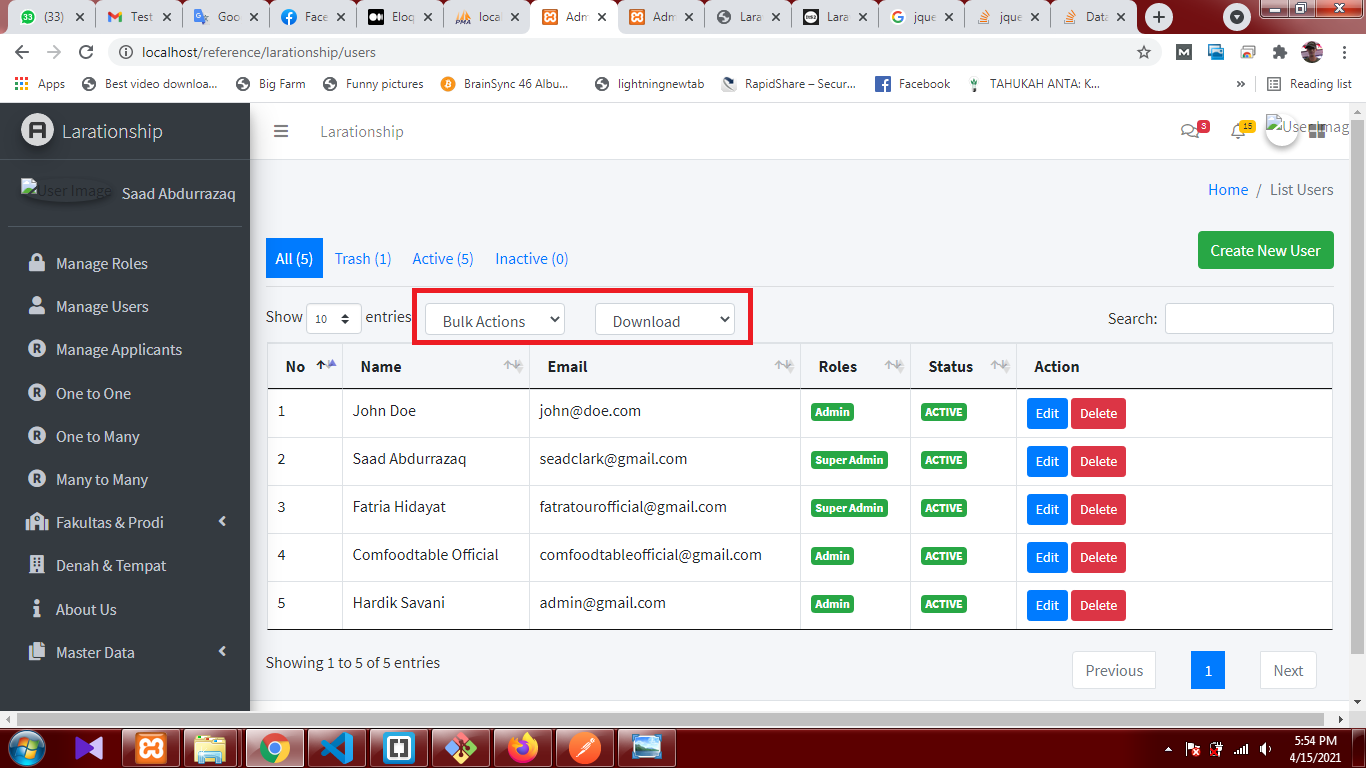 (33)
Test
Goo
Face
Eloq
loca
Adm
Adm
Lara
Lara
jque
jque
Data
localhost/reference/larationship/users
Apps
Best video downloa...
Big Farm
Funny pictures
BrainSync 46 Albu...
lightningnewtab
RapidShare – Secur...
Facebook
TAHUKAH ANTA: K...
»
Reading list
Larationship
Larationship
3
15
User Imag
User Image
Saad Abdurrazaq
Home / List Users
Manage Roles
Manage Users
Manage Applicants
One to One
One to Many
Many to Many
Fakultas & Prodi
Denah & Tempat
About Us
Master Data
All (5)
Trash (1)
Active (5)
Inactive (0)
Create New User
Show 10 entries
Bulk Actions
Download
Search:
No Name Email Roles Status Action
1 John Doe john@doe.com Admin ACTIVE Edit Delete
2 Saad Abdurrazaq seadclark@gmail.com Super Admin ACTIVE Edit Delete
3 Fatria Hidayat fatratourofficial@gmail.com Super Admin ACTIVE Edit Delete
4 Comfoodtable Official comfoodtableofficial@gmail.com Admin ACTIVE Edit Delete
5 Hardik Savani admin@gmail.com Admin ACTIVE Edit Delete
Showing 1 to 5 of 5 entries
Previous 1 Next
5:54 PM
4/15/2021